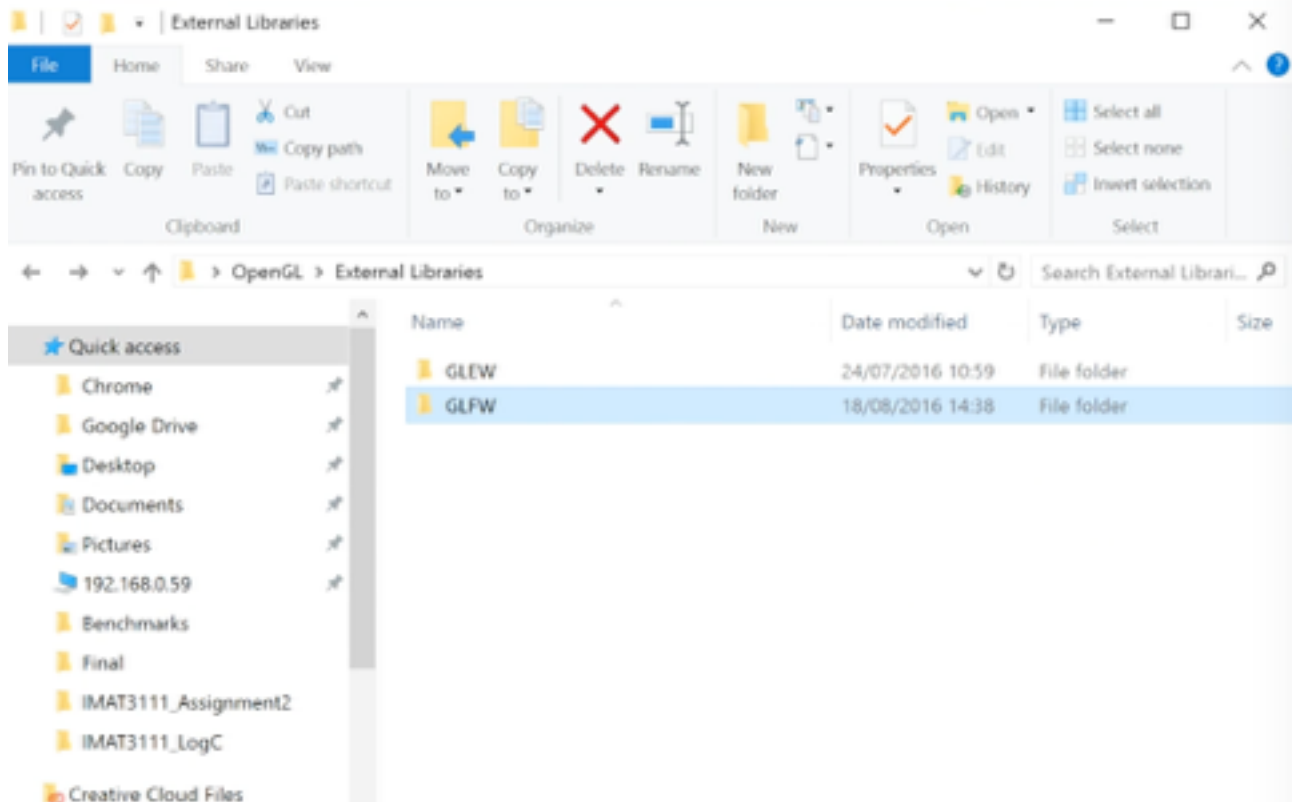 External Libraries
File Home Share View
Pin to Quick access
Copy
Paste
Cut
Copy path
Paste shortcut
Clipboard
Move to
Copy to
Delete
Rename
Organize
New folder
New
Properties
Open
Edit
History
Open
Select all
Select none
Invert selection
Select
> OpenGL > External Libraries
Search External Librari...
Name Date modified Type Size
GLEW 24/07/2016 10:59 File folder
GLFW 18/08/2016 14:38 File folder
Quick access
Chrome
Google Drive
Desktop
Documents
Pictures
192.168.0.59
Benchmarks
Final
IMAT3111_Assignment2
IMAT3111_LogC
Creative Cloud Files